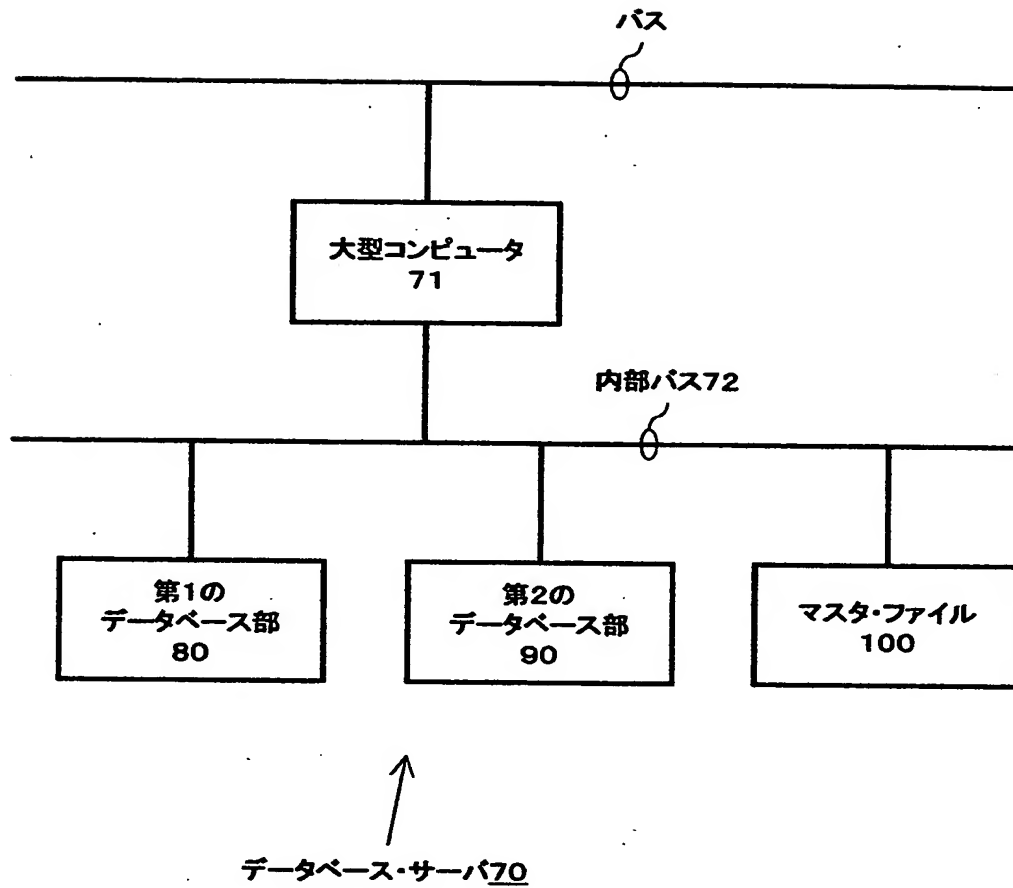 バス
大型コンピュータ
71
内部バス72
第1の
データベース部
80
第2の
データベース部
90
マスタ・ファイル
100
データベース・サーバ70